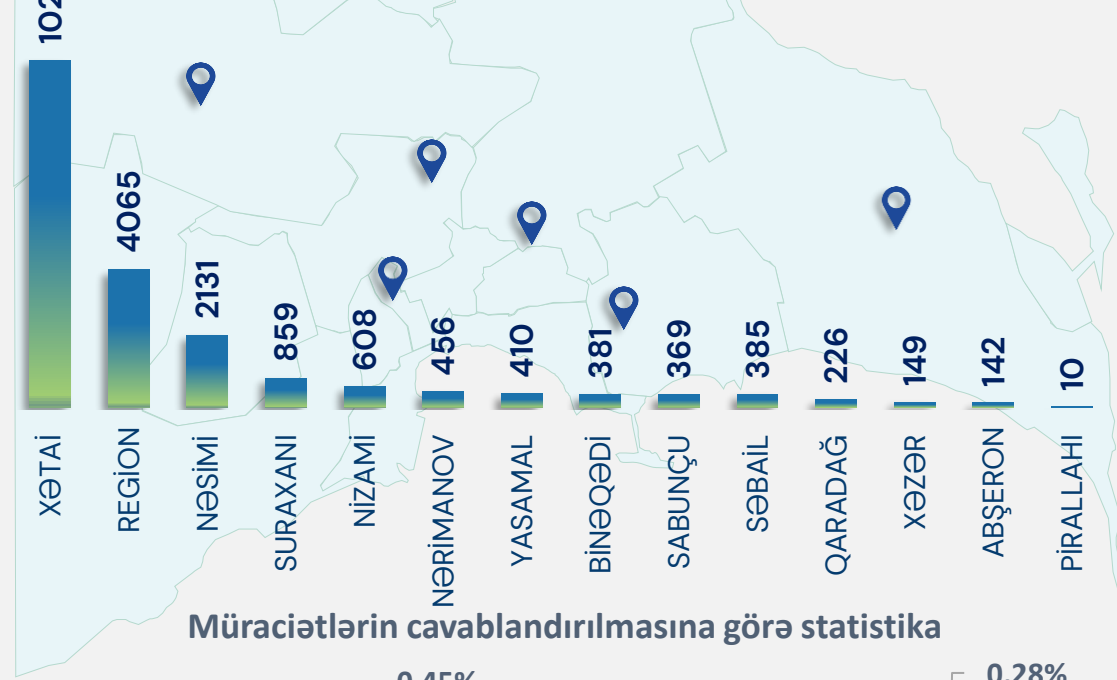 4065
2131
859
608
456
410
381
369
385
226
149
142
10
XƏTAİ
REGİON
NƏSİMİ
SURAXANI
NİZAMİ
NƏRİMANOV
YASAMAL
BİNƏQƏDİ
SABUNÇU
SƏBAİL
QARADAĞ
XƏZƏR
ABŞERON
PİRALLAHI
Müraciətlərin cavablandırılmasına görə statistika
0.28%